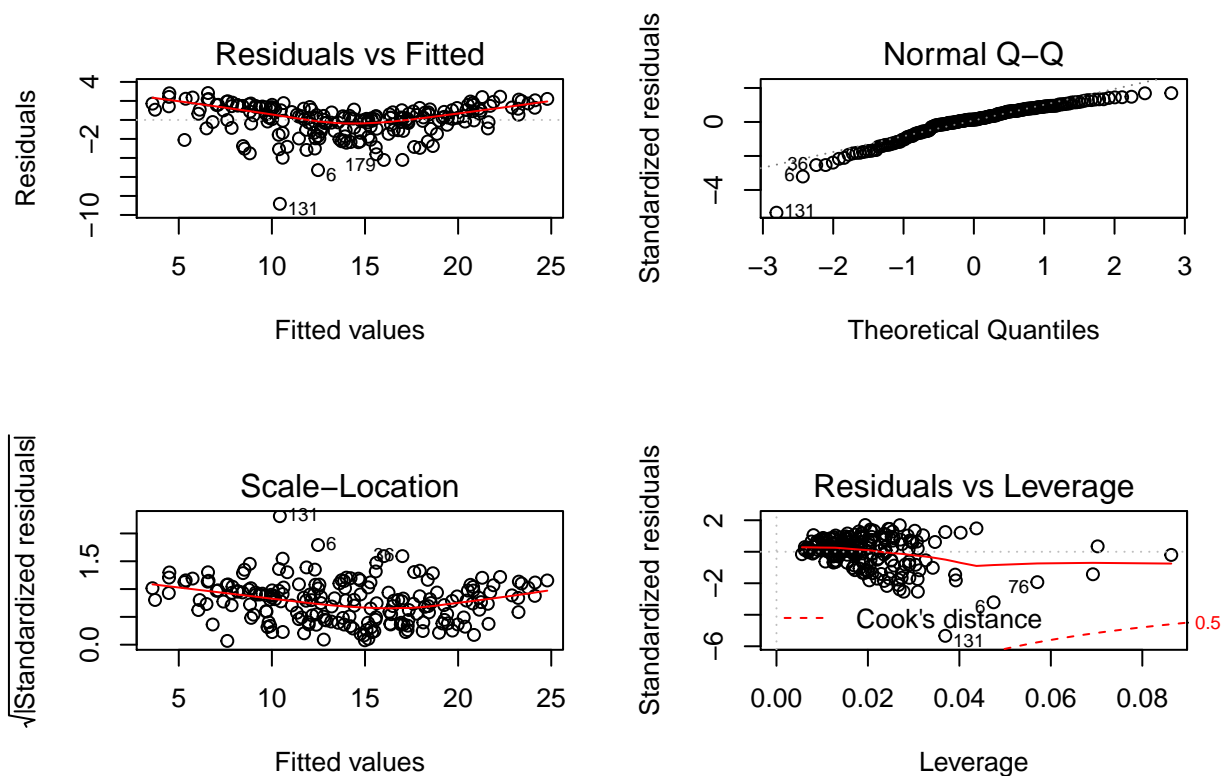 Residuals vs Fitted
Residuals
4
−2
−10
179
6
131
5 10 15 20 25
Fitted values
Normal Q−Q
Standardized residuals
0
−4
36
6
131
−3 −2 −1 0 1 2 3
Theoretical Quantiles
Scale−Location
√|Standardized residuals|
1.5
0.0
131
6
36
5 10 15 20 25
Fitted values
Residuals vs Leverage
Standardized residuals
2
−2
−6
76
6
Cook's distance
131
0.5
0.00 0.02 0.04 0.06 0.08
Leverage